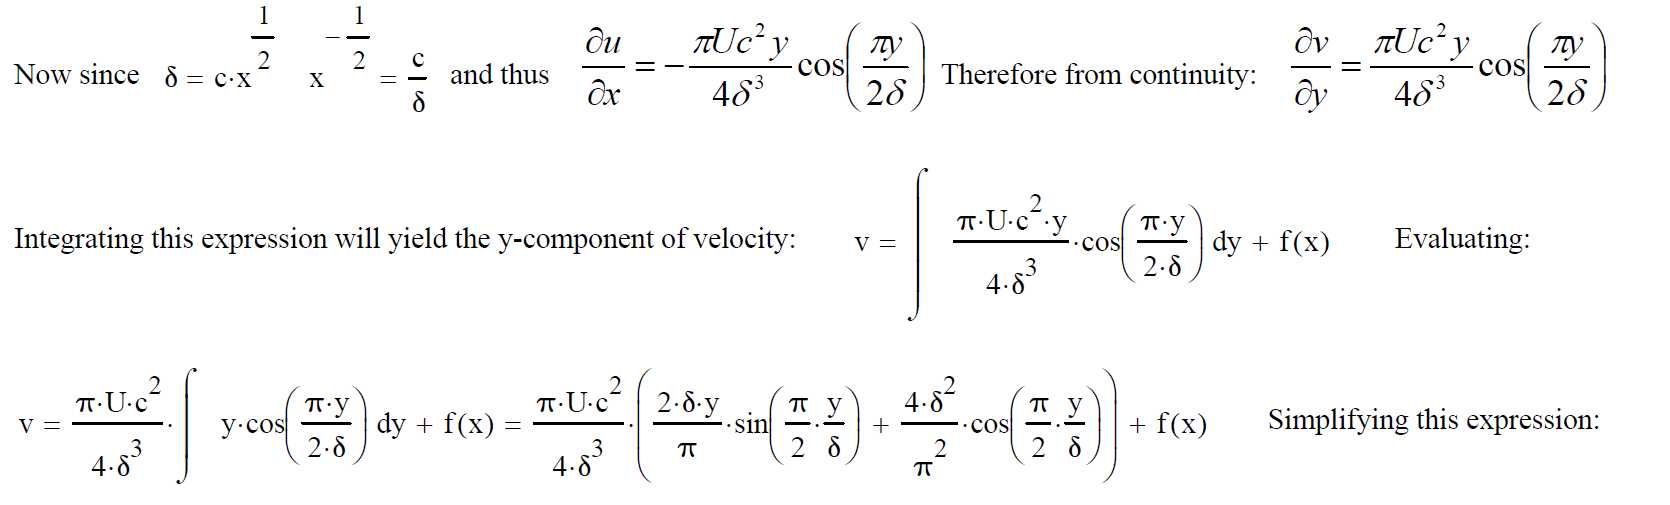 Now since δ = c·x^(1/2) x^(-1/2) = c/δ and thus ∂u/∂x = −(πUc² y)/(4δ³) cos(πy/(2δ)) Therefore from continuity: ∂v/∂y = (πUc² y)/(4δ³) cos(πy/(2δ))
Integrating this expression will yield the y-component of velocity: v = ∫ (π·U·c²·y)/(4·δ³)·cos((π·y)/(2·δ)) dy + f(x) Evaluating:
v = (π·U·c²)/(4·δ³)·∫ y·cos((π·y)/(2·δ)) dy + f(x) = (π·U·c²)/(4·δ³)·((2·δ·y)/π·sin(π/2·y/δ) + (4·δ²)/π²·cos(π/2·y/δ)) + f(x) Simplifying this expression: